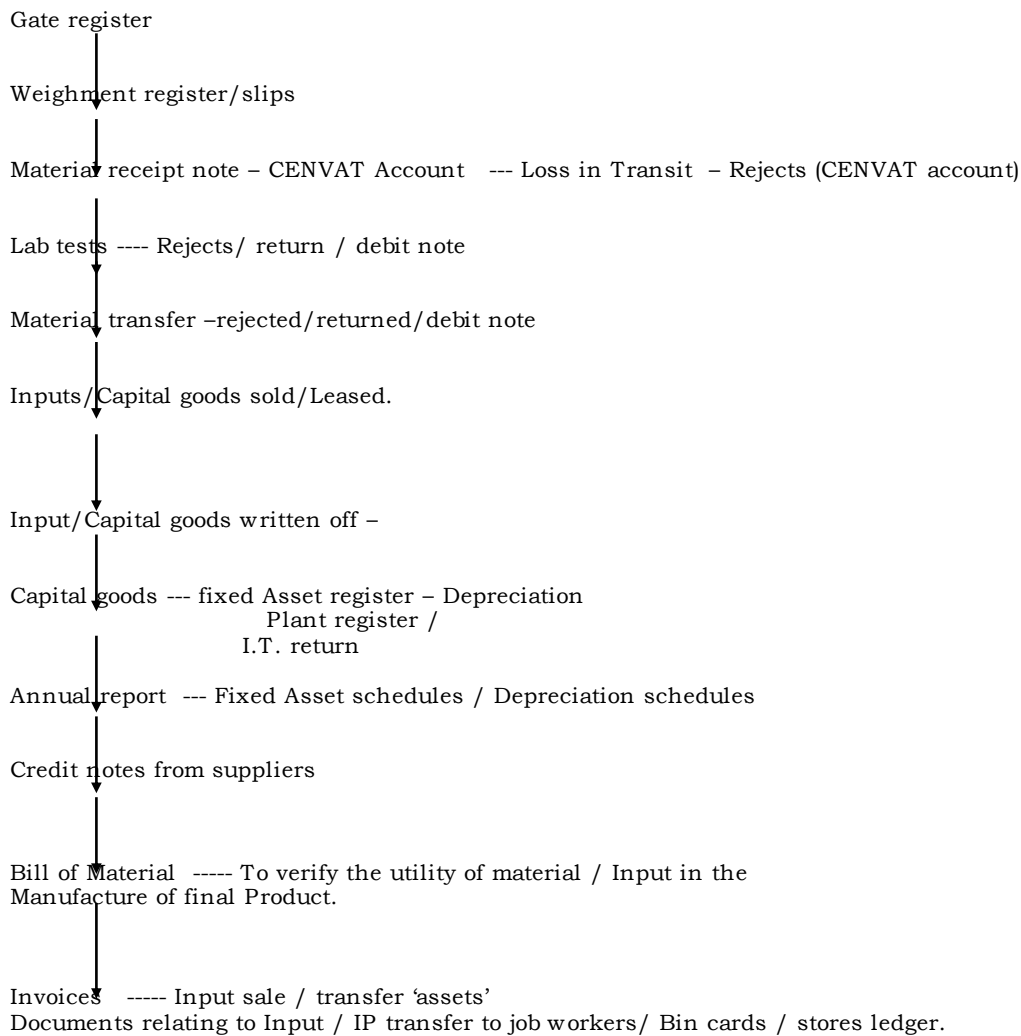 Gate register
Weighment register/slips
Material receipt note – CENVAT Account --- Loss in Transit – Rejects (CENVAT account)
Lab tests ---- Rejects/ return / debit note
Material transfer –rejected/returned/debit note
Inputs/Capital goods sold/Leased.
Input/Capital goods written off –
Capital goods --- fixed Asset register – Depreciation
Plant register /
I.T. return
Annual report --- Fixed Asset schedules / Depreciation schedules
Credit notes from suppliers
Bill of Material ----- To verify the utility of material / Input in the
Manufacture of final Product.
Invoices ----- Input sale / transfer ‘assets’
Documents relating to Input / IP transfer to job workers/ Bin cards / stores ledger.